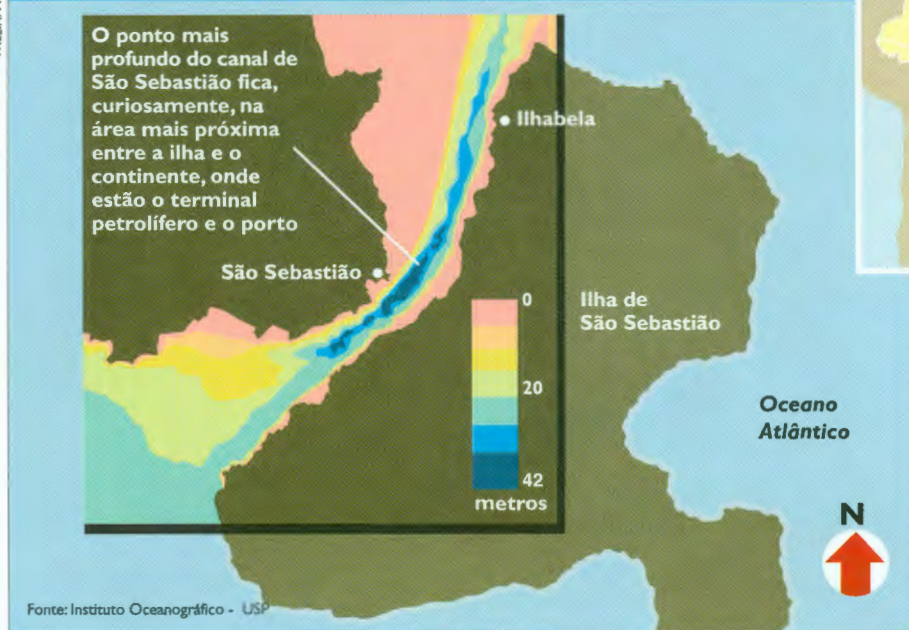 O ponto mais
profundo do canal de
São Sebastião fica,
curiosamente, na
área mais próxima
entre a ilha e o
continente, onde
estão o terminal
petrolífero e o porto
Ilhabela
São Sebastião
0
20
42
metros
Ilha de
São Sebastião
Oceano
Atlântico
N
Fonte: Instituto Oceanográfico - USP